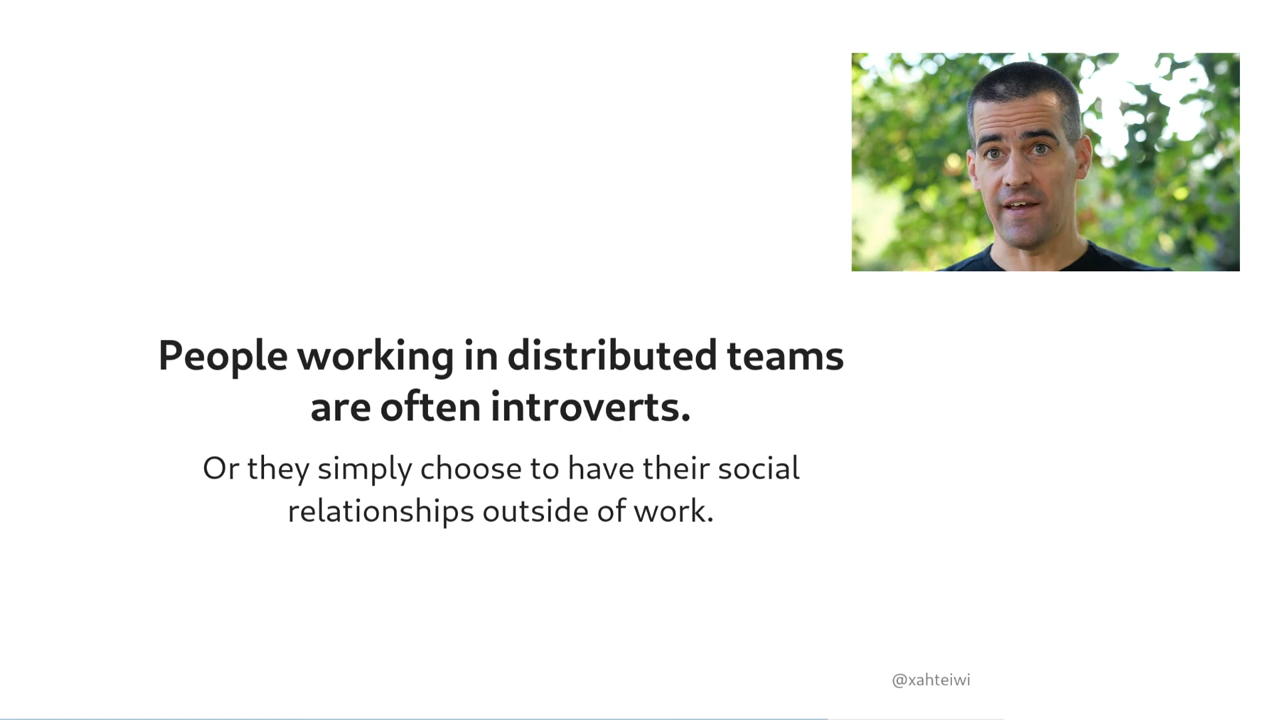 People working in distributed teams
are often introverts.
Or they simply choose to have their social
relationships outside of work.
@xahteiwi